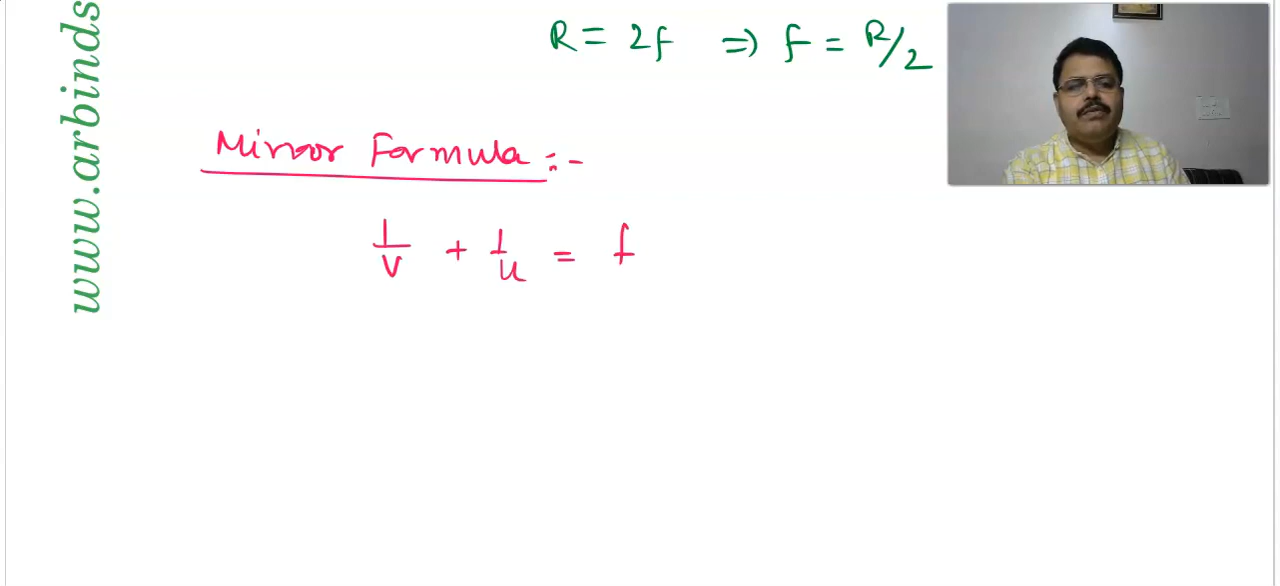 R = 2f ⇒ f = R/2
www.arbinds
Mirror Formula :-
1/v + 1/u = f